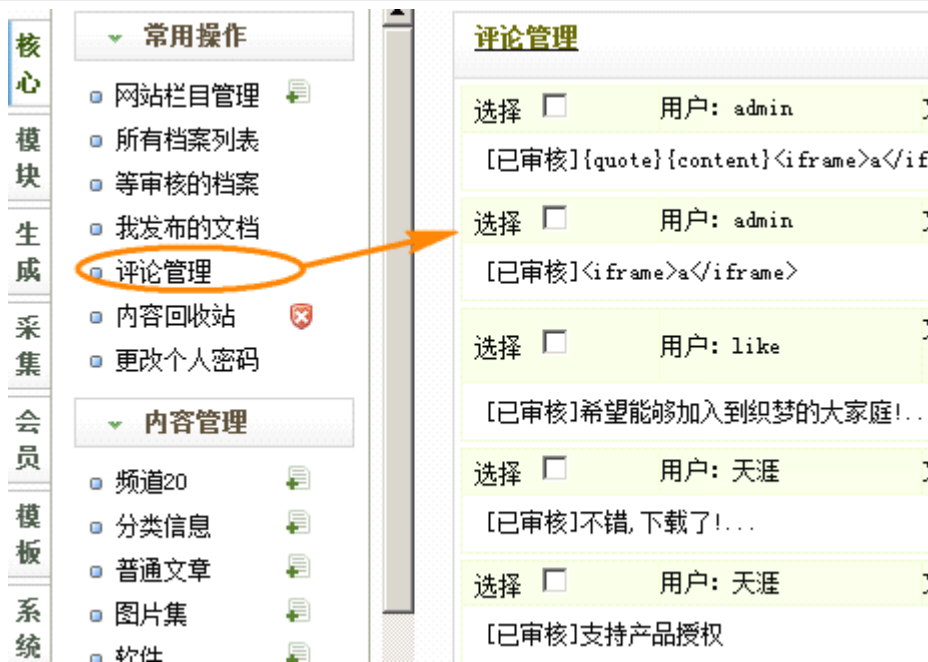 核心
模块
生成
采集
会员
模板
系统
常用操作
网站栏目管理
所有档案列表
等审核的档案
我发布的文档
评论管理
内容回收站
更改个人密码
内容管理
频道20
分类信息
普通文章
图片集
软件
评论管理
选择 用户: admin
[已审核]{quote}{content}<iframe>a</if
选择 用户: admin
[已审核]<iframe>a</iframe>
选择 用户: like
[已审核]希望能够加入到织梦的大家庭!..
选择 用户: 天涯
[已审核]不错,下载了!...
选择 用户: 天涯
[已审核]支持产品授权